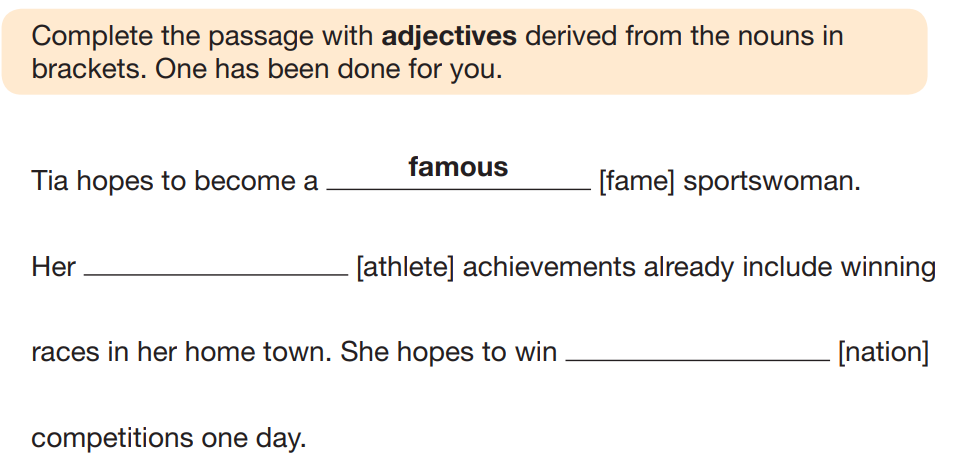 Complete the passage with adjectives derived from the nouns in
brackets. One has been done for you.
Tia hopes to become a famous [fame] sportswoman.
Her [athlete] achievements already include winning
races in her home town. She hopes to win [nation]
competitions one day.